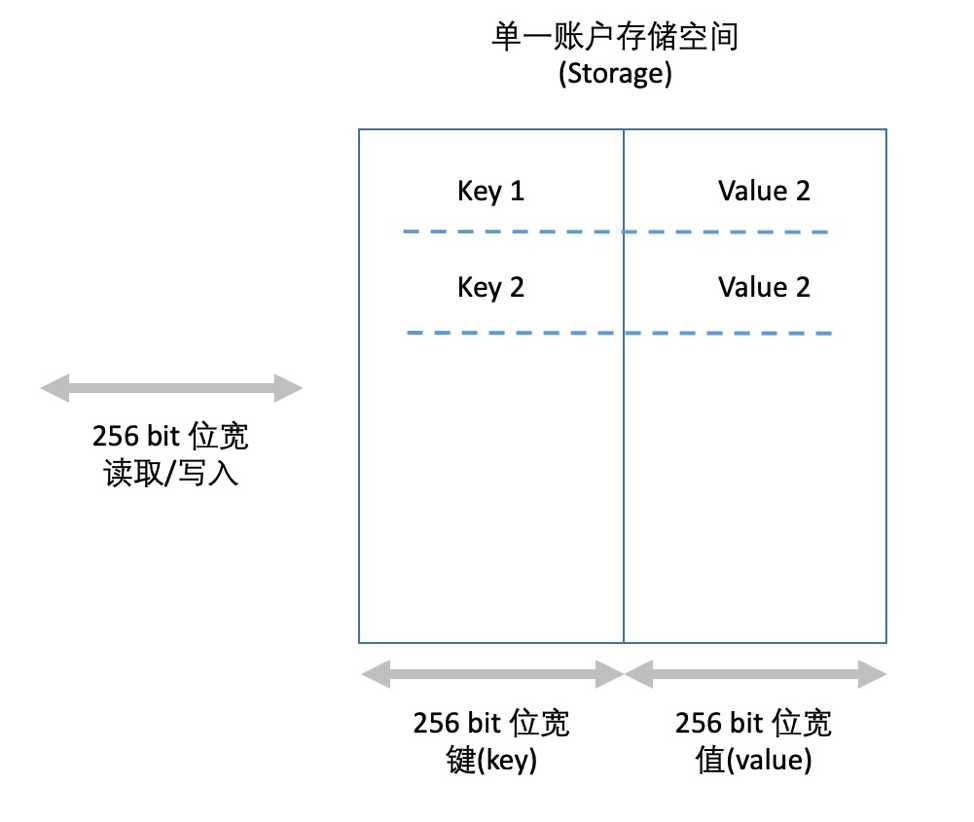 单一账户存储空间
(Storage)
Key 1
Value 2
Key 2
Value 2
256 bit 位宽
读取/写入
256 bit 位宽
键(key)
256 bit 位宽
值(value)